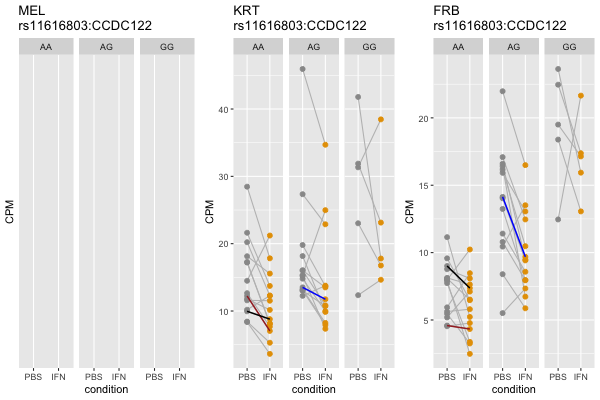 MEL
rs11616803:CCDC122
AA AG GG
CPM
PBS IFN PBS IFN PBS IFN
condition
KRT
rs11616803:CCDC122
AA AG GG
40
30
20
10
CPM
PBS IFN PBS IFN PBS IFN
condition
FRB
rs11616803:CCDC122
AA AG GG
20
15
10
5
CPM
PBS IFN PBS IFN PBS IFN
condition